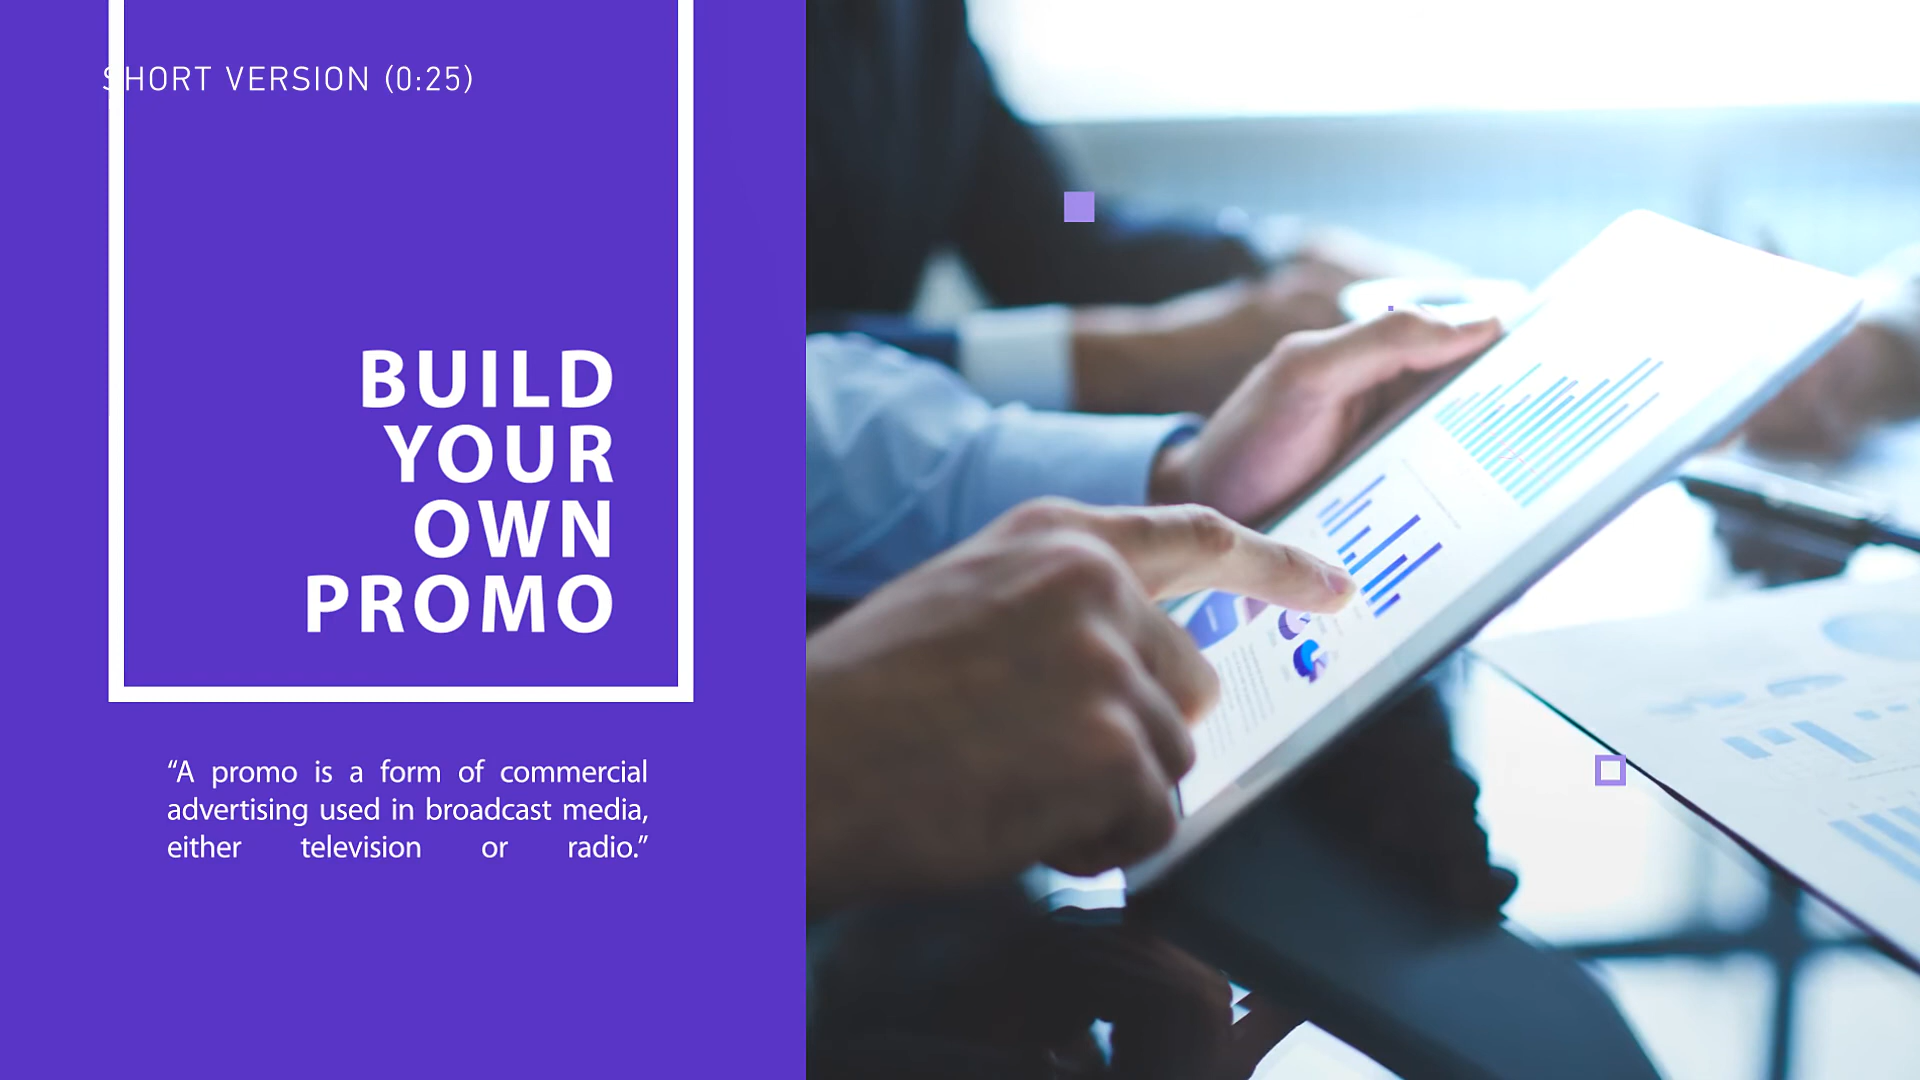 SHORT VERSION (0:25)
BUILD
YOUR
OWN
PROMO
“A promo is a form of commercial
advertising used in broadcast media,
either television or radio.”